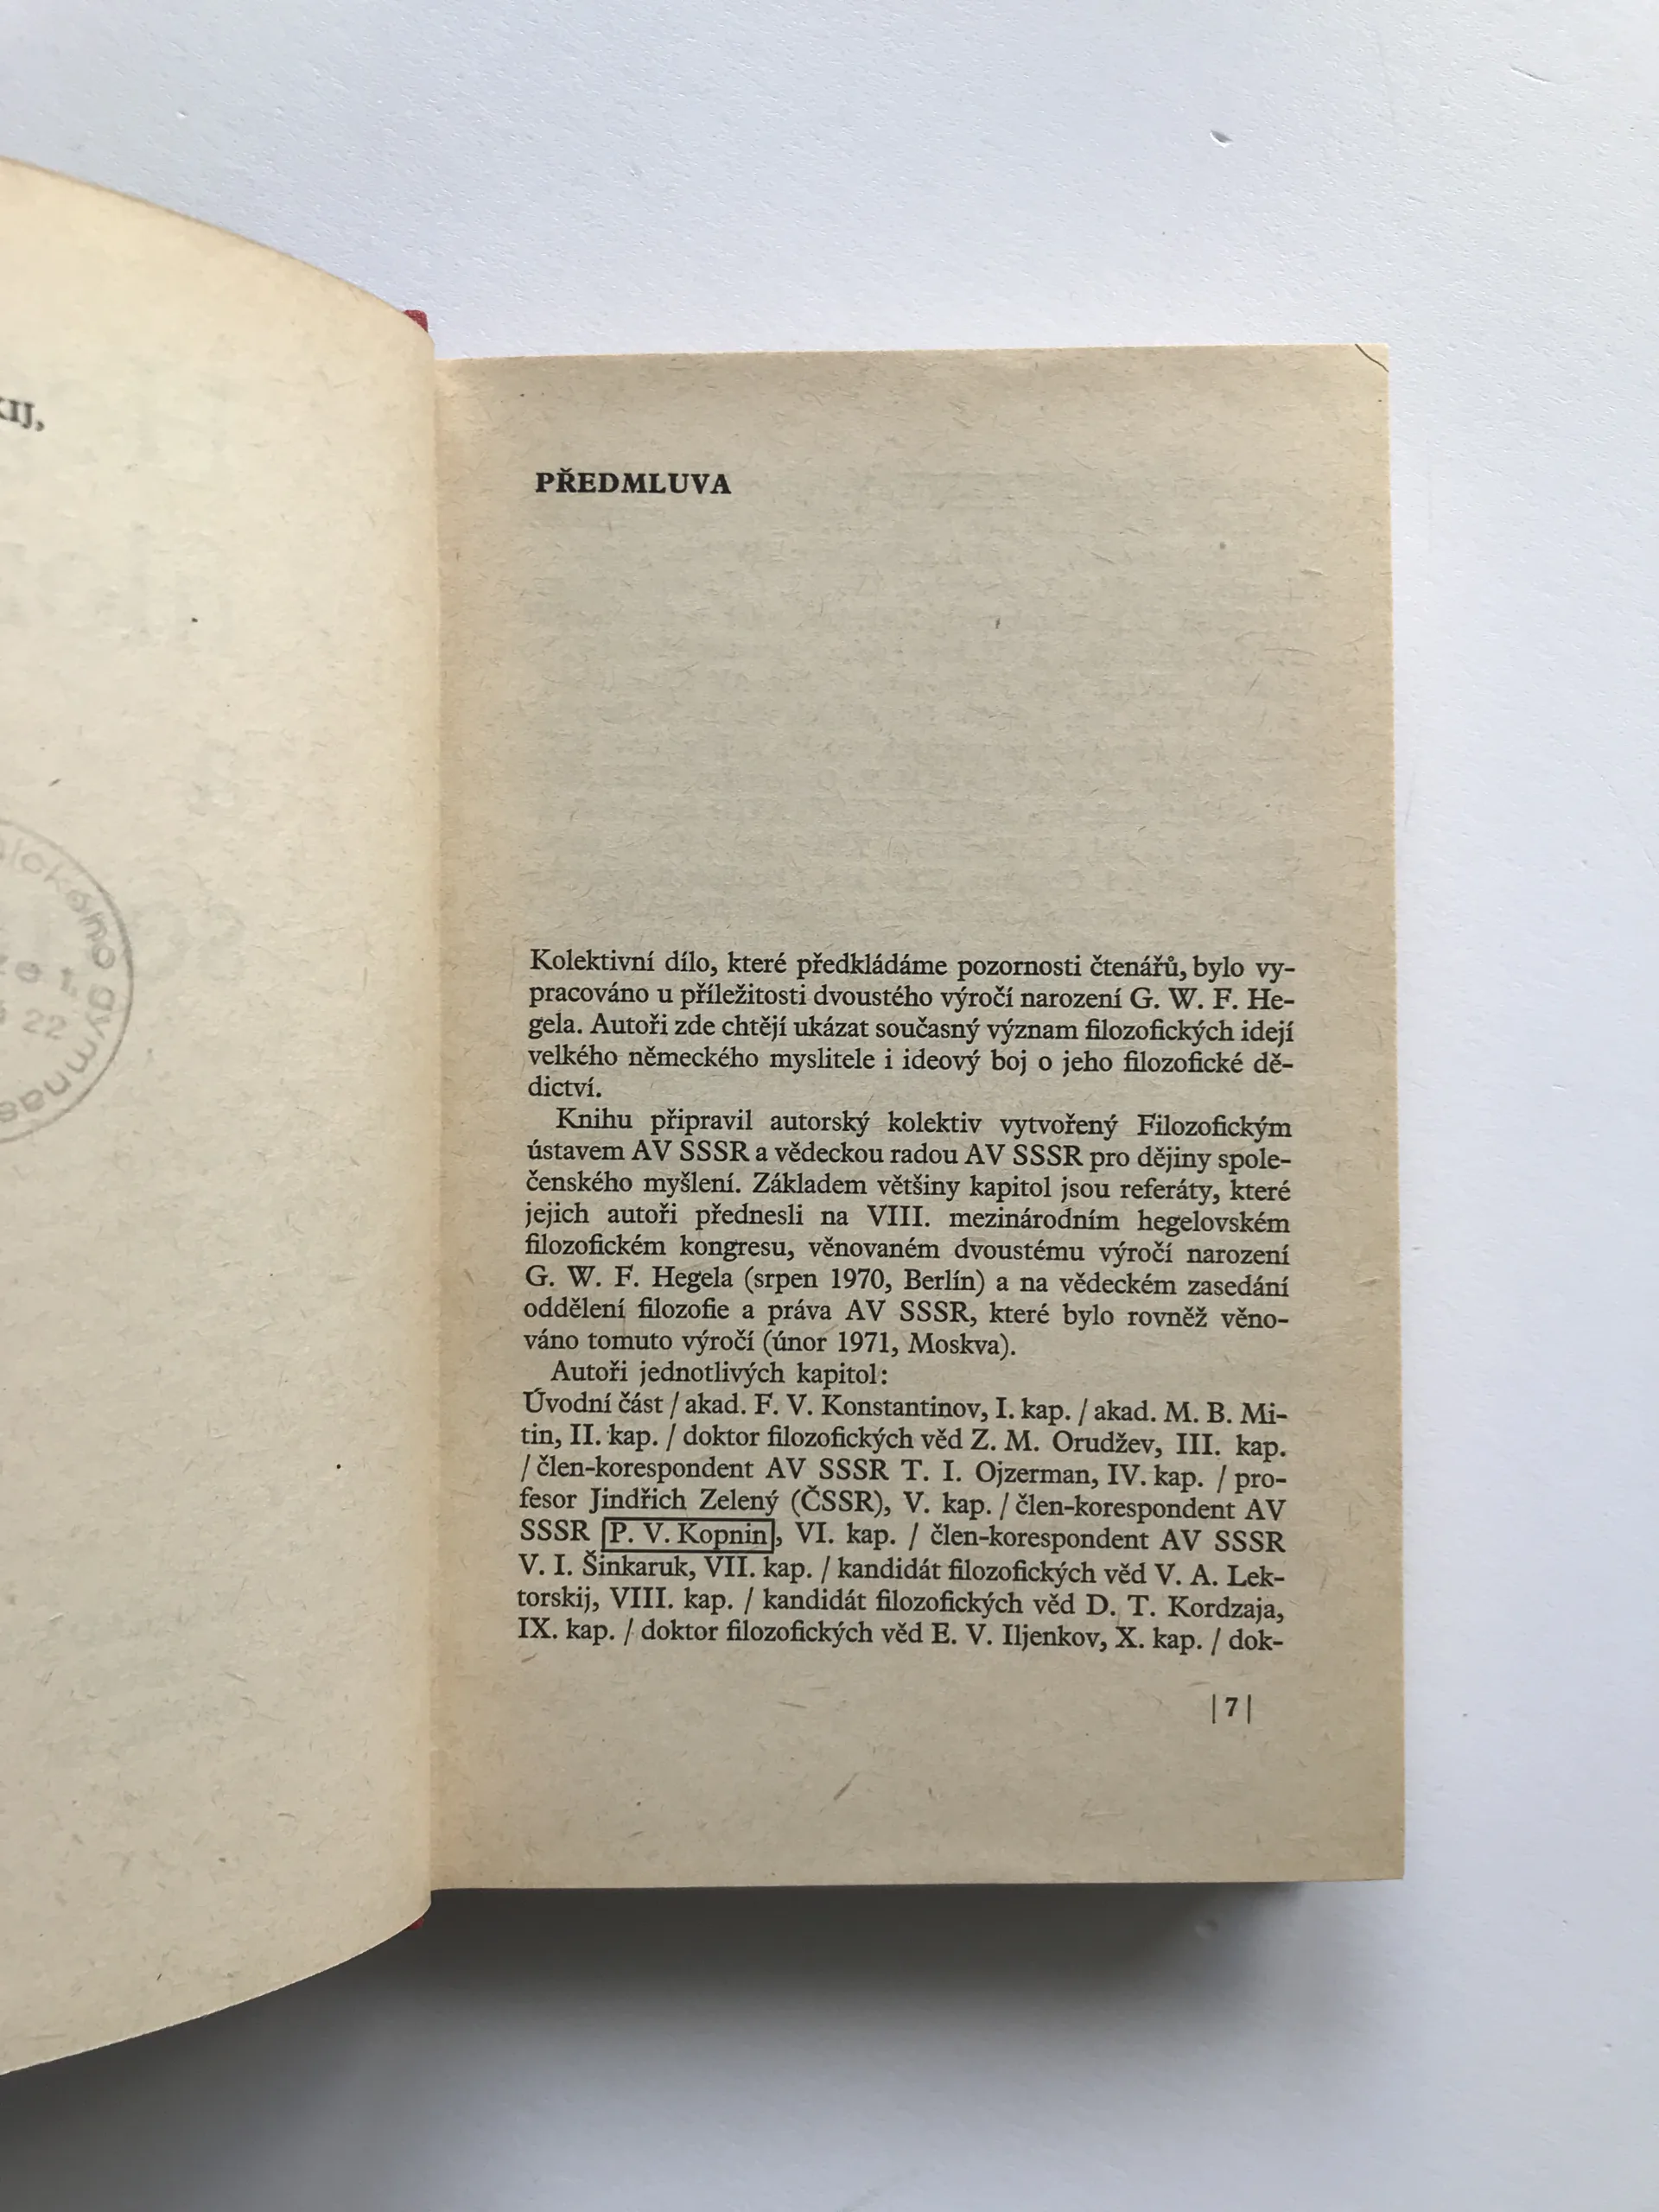 PŘEDMLUVA
Kolektivní dílo, které předkládáme pozornosti čtenářů, bylo vy-
pracováno u příležitosti dvoustého výročí narození G. W. F. He-
gela. Autoři zde chtějí ukázat současný význam filozofických idejí
velkého německého myslitele i ideový boj o jeho filozofické dě-
dictví.
Knihu připravil autorský kolektiv vytvořený Filozofickým
ústavem AV SSSR a vědeckou radou AV SSSR pro dějiny spole-
čenského myšlení. Základem většiny kapitol jsou referáty, které
jejich autoři přednesli na VIII. mezinárodním hegelovském
filozofickém kongresu, věnovaném dvoustému výročí narození
G. W. F. Hegela (srpen 1970, Berlín) a na vědeckém zasedání
oddělení filozofie a práva AV SSSR, které bylo rovněž věno-
váno tomuto výročí (únor 1971, Moskva).
Autoři jednotlivých kapitol:
Úvodní část / akad. F. V. Konstantinov, I. kap. / akad. M. B. Mi-
tin, II. kap. / doktor filozofických věd Z. M. Orudžev, III. kap.
/ člen-korespondent AV SSSR T. I. Ojzerman, IV. kap. / pro-
fesor Jindřich Zelený (ČSSR), V. kap. / člen-korespondent AV
SSSR P. V. Kopnin, VI. kap. / člen-korespondent AV SSSR
V. I. Šinkaruk, VII. kap. / kandidát filozofických věd V. A. Lek-
torskij, VIII. kap. / kandidát filozofických věd D. T. Kordzaja,
IX. kap. / doktor filozofických věd E. V. Iljenkov, X. kap. / dok-
| 7 |